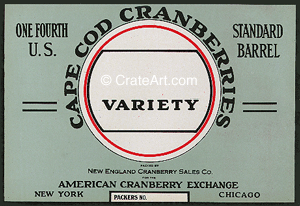 CAPE COD CRANBERRIES
ONE FOURTH
U.S.
STANDARD
BARREL
© CrateArt.com
VARIETY
PACKED BY
NEW ENGLAND CRANBERRY SALES CO.
FOR THE
AMERICAN CRANBERRY EXCHANGE
NEW YORK
PACKERS NO.
CHICAGO